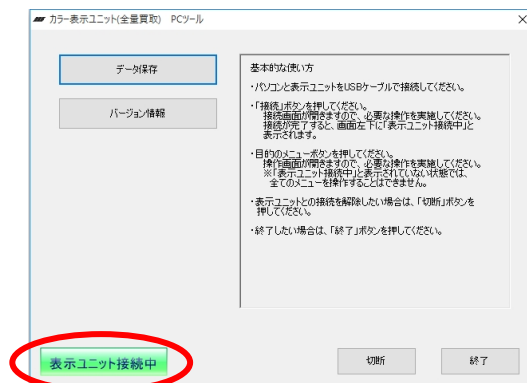 カラー表示ユニット(全量買取) PCツール
データ保存
バージョン情報
基本的な使い方
・パソコンと表示ユニットをUSBケーブルで接続してください。
・「接続」ボタンを押してください。
接続画面が開きますので、必要な操作を実施してください。
接続が完了すると、画面左下に「表示ユニット接続中」と
表示されます。
・目的のメニューボタンを押してください。
操作画面が開きますので、必要な操作を実施してください。
※「表示ユニット接続中」と表示されていない状態では、
全てのメニューを操作することはできません。
・表示ユニットとの接続を解除したい場合は、「切断」ボタンを
押してください。
・終了したい場合は、「終了」ボタンを押してください。
表示ユニット接続中
切断
終了